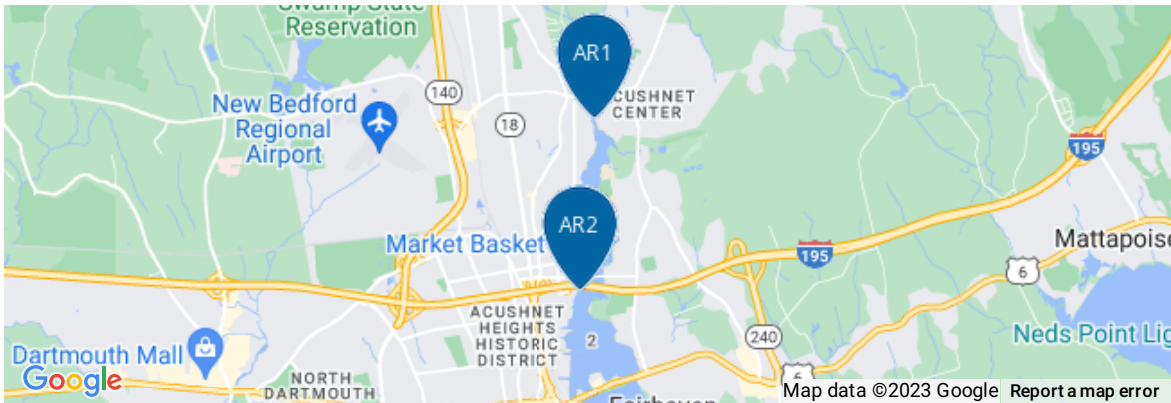 Swamp State
Reservation
AR1
CUSHNET
CENTER
140
18
New Bedford
Regional
Airport
195
AR2
Market Basket
195
Mattapoise
6
ACUSHNET
HEIGHTS
HISTORIC
DISTRICT
2
240
Neds Point Lig
Dartmouth Mall
Google
NORTH
DARTMOUTH
6
Fairhaven
Map data ©2023 Google
Report a map error